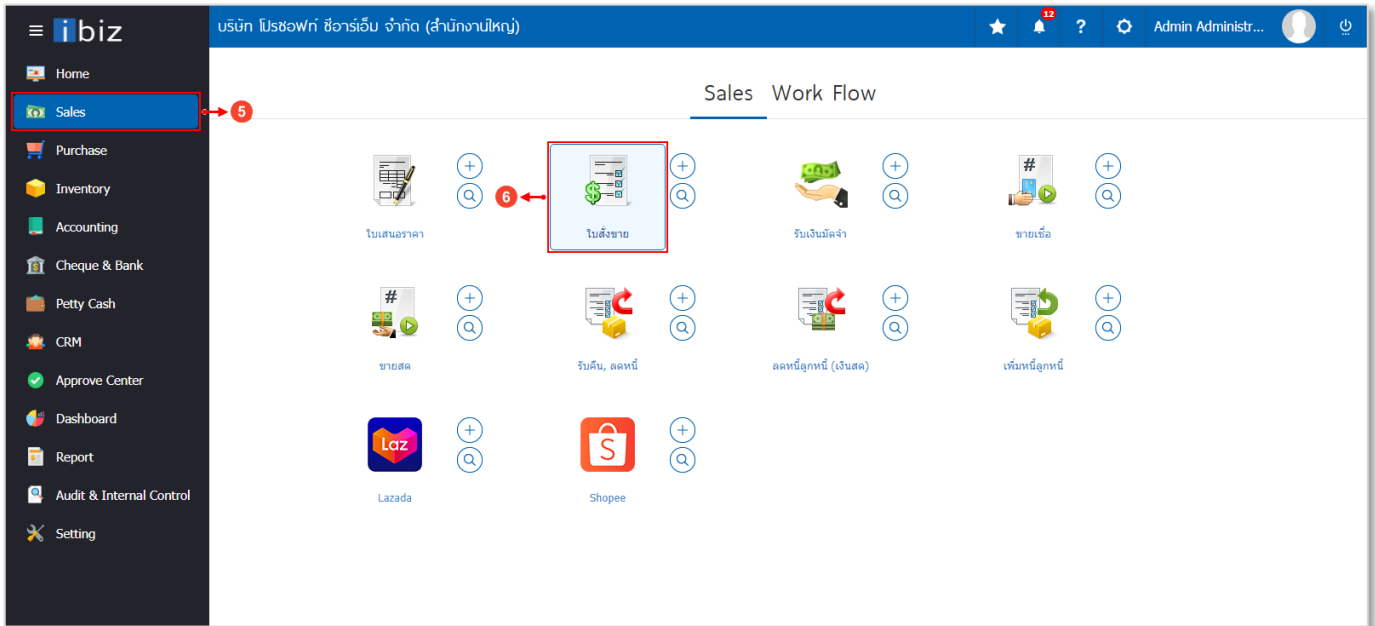 ≡ ibiz
บริษัท โปรซอฟท์ ซีอาร์เอ็ม จำกัด (สำนักงานใหญ่)
12
?
Admin Administr...
Home
Sales
5
Purchase
Inventory
Accounting
Cheque & Bank
Petty Cash
CRM
Approve Center
Dashboard
Report
Audit & Internal Control
Setting
Sales Work Flow
6
#
ใบเสนอราคา
ใบสั่งขาย
รับเงินมัดจำ
ขายเชื่อ
#
ขายสด
รับคืน, ลดหนี้
ลดหนี้ลูกหนี้ (เงินสด)
เพิ่มหนี้ลูกหนี้
Laz
S
Lazada
Shopee